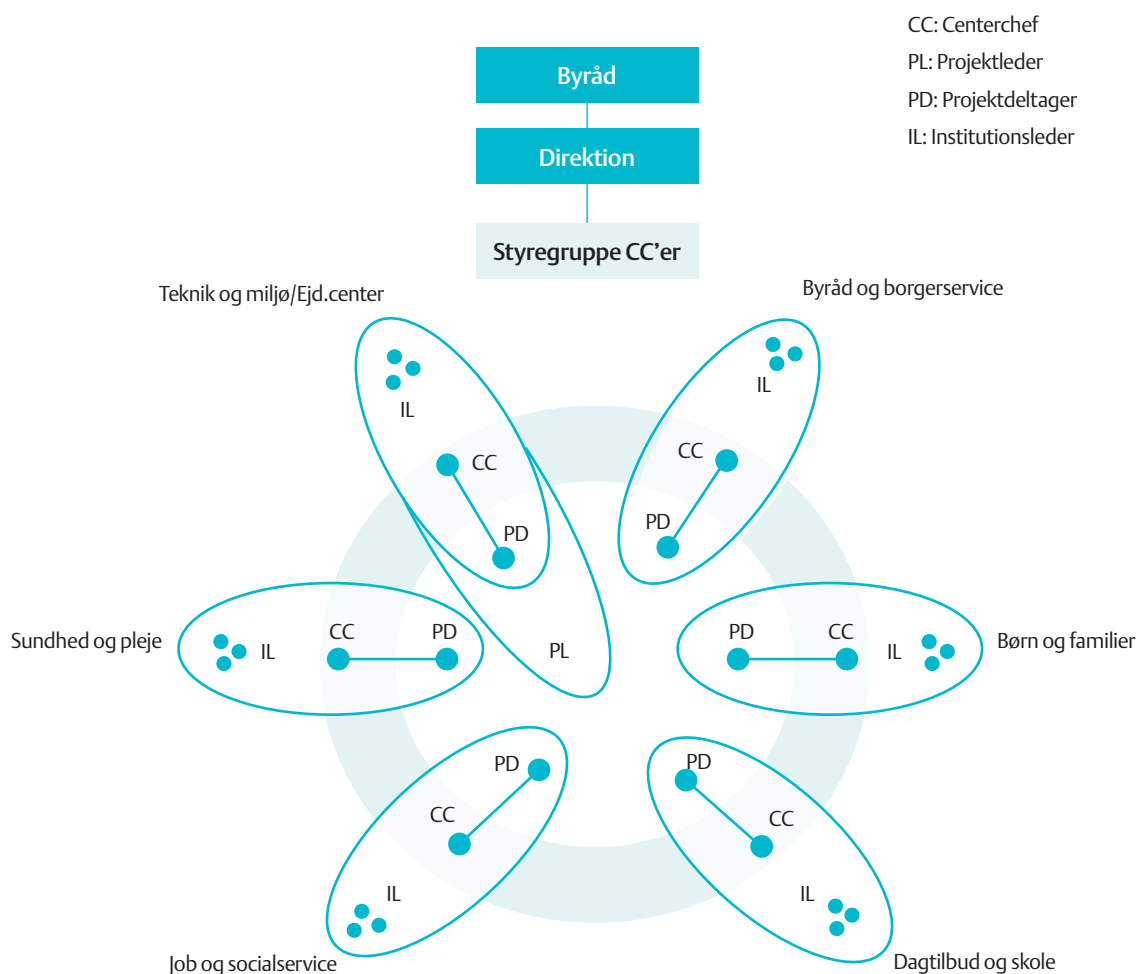 CC: Centerchef
PL: Projektleder
PD: Projektdeltager
IL: Institutionsleder
Byråd
Direktion
Styregruppe CC’er
Teknik og miljø/Ejd.center
Byråd og borgerservice
IL
IL
CC
CC
PD
PD
Sundhed og pleje
IL
CC
PD
PL
PD
CC
IL
Børn og familier
PD
PD
CC
CC
IL
IL
Job og socialservice
Dagtilbud og skole